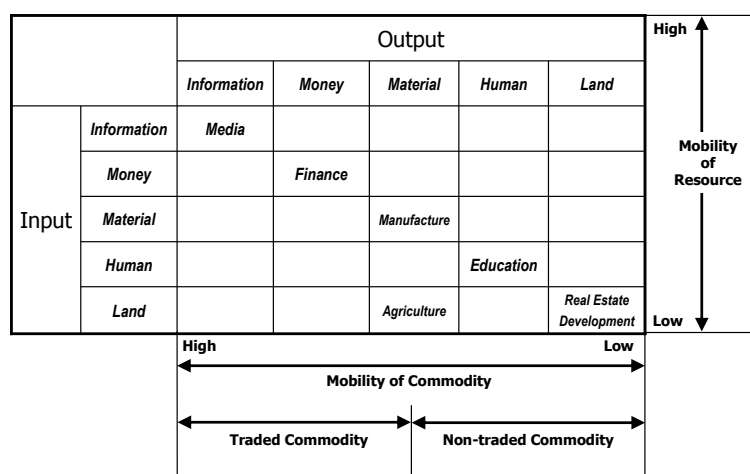 Output
High
Information Money Material Human Land
Information Media
Mobility
of
Resource
Money Finance
Input
Material Manufacture
Human Education
Land Agriculture Real Estate
Development
Low
High Low
Mobility of Commodity
Traded Commodity Non-traded Commodity